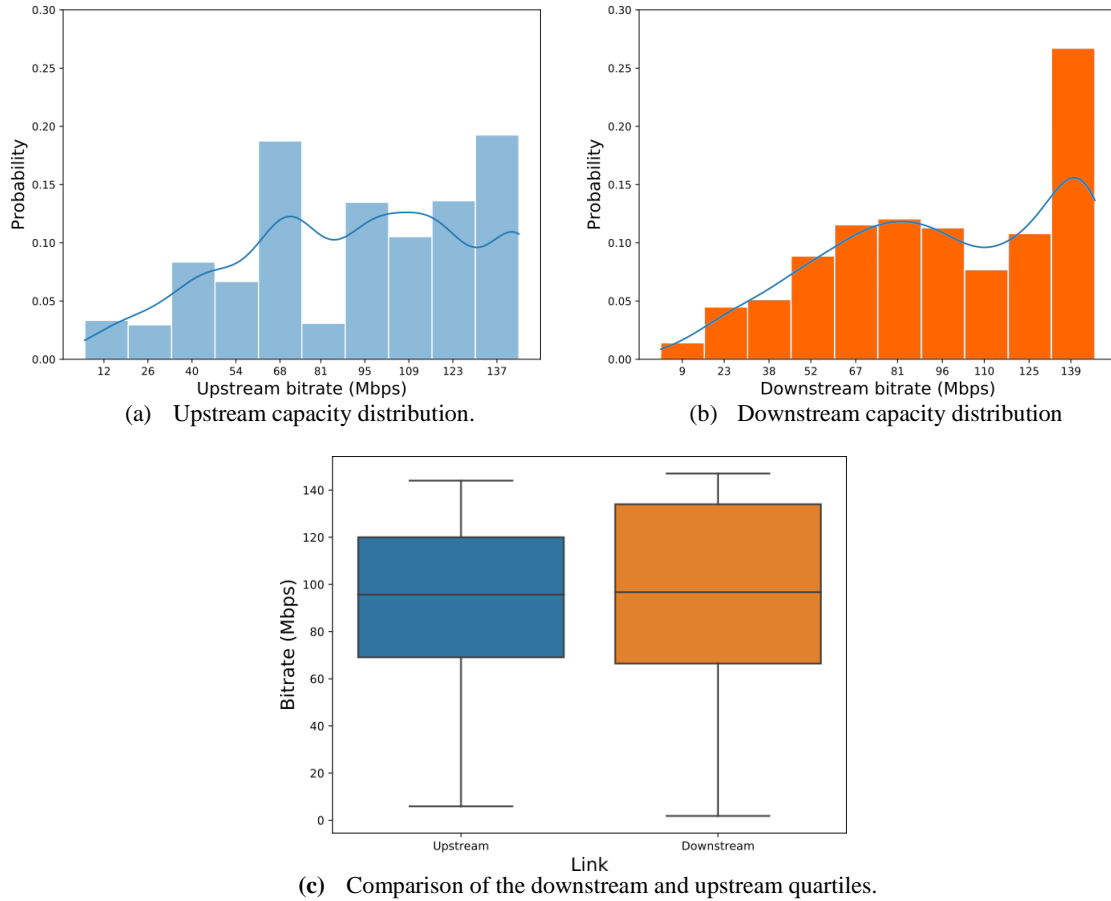 0.30
0.25
0.20
0.15
0.10
0.05
0.00
Probability
12 26 40 54 68 81 95 109 123 137
Upstream bitrate (Mbps)
(a) Upstream capacity distribution.
0.30
0.25
0.20
0.15
0.10
0.05
0.00
Probability
9 23 38 52 67 81 96 110 125 139
Downstream bitrate (Mbps)
(b) Downstream capacity distribution
140
120
100
80
60
40
20
0
Bitrate (Mbps)
Upstream Downstream
Link
(c) Comparison of the downstream and upstream quartiles.